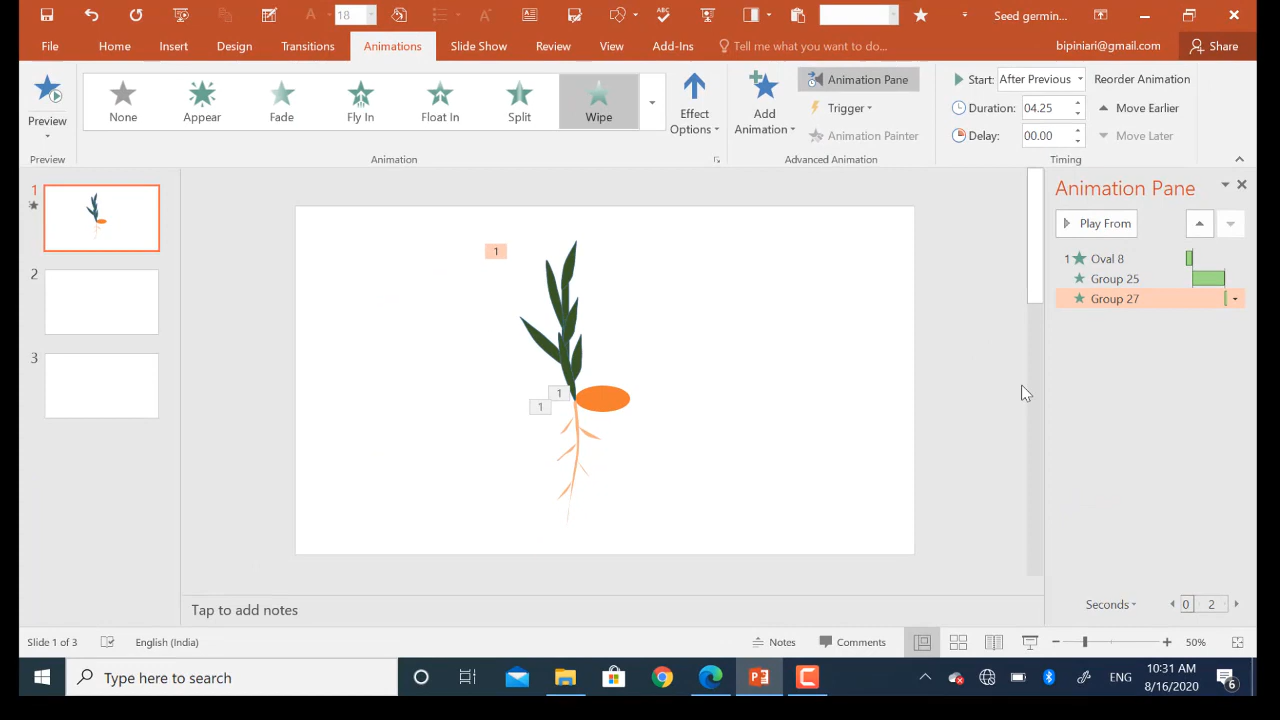 18
Seed germin...
File
Home
Insert
Design
Transitions
Animations
Slide Show
Review
View
Add-Ins
Tell me what you want to do...
bipiniari@gmail.com
Share
Preview
None
Appear
Fade
Fly In
Float In
Split
Wipe
Effect
Options
Add
Animation
Animation Pane
Trigger
Animation Painter
Start: After Previous
Duration: 04.25
Delay: 00.00
Reorder Animation
Move Earlier
Move Later
Preview
Animation
Advanced Animation
Timing
1
2
3
1
1
1
Animation Pane
Play From
1 Oval 8
Group 25
Group 27
Seconds
0
2
Tap to add notes
Slide 1 of 3
English (India)
Notes
Comments
50%
Type here to search
ENG
10:31 AM
8/16/2020
6